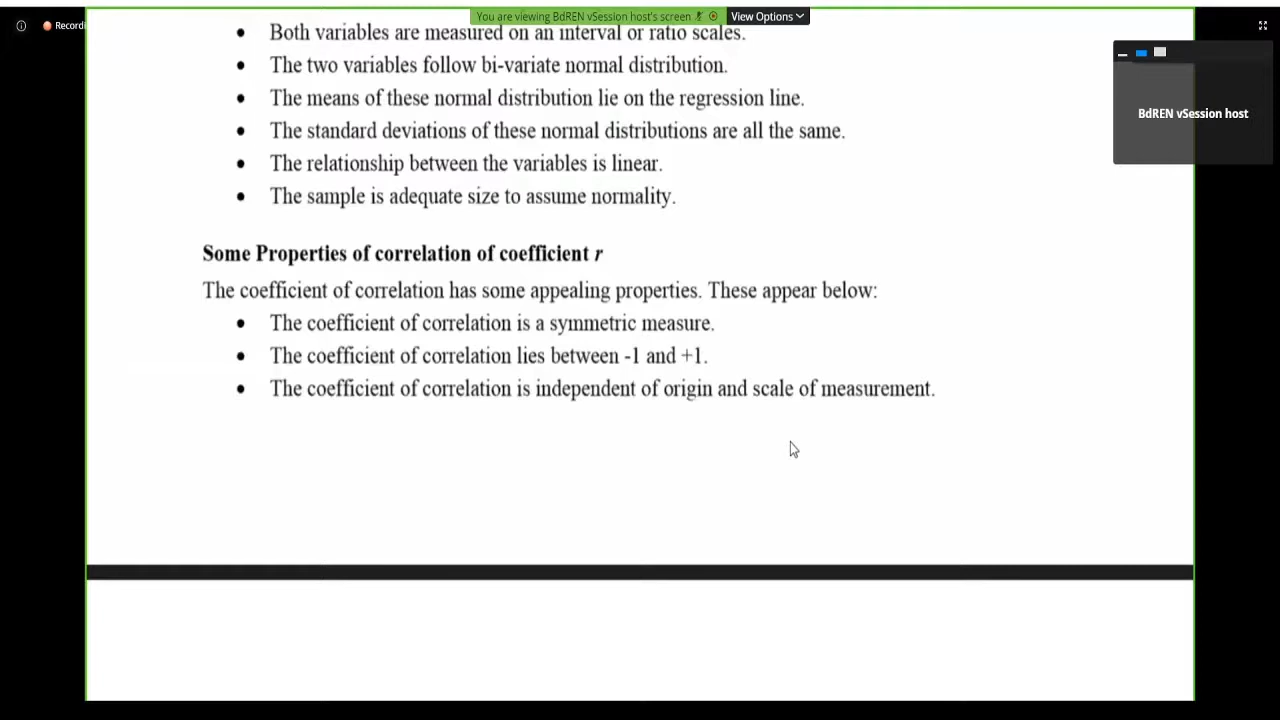 You are viewing BdREN vSession host's screen
View Options
Recordi
Both variables are measured on an interval or ratio scales.
BdREN vSession host
• The two variables follow bi-variate normal distribution.
• The means of these normal distribution lie on the regression line.
• The standard deviations of these normal distributions are all the same.
• The relationship between the variables is linear.
• The sample is adequate size to assume normality.
Some Properties of correlation of coefficient r
The coefficient of correlation has some appealing properties. These appear below:
• The coefficient of correlation is a symmetric measure.
• The coefficient of correlation lies between -1 and +1.
• The coefficient of correlation is independent of origin and scale of measurement.